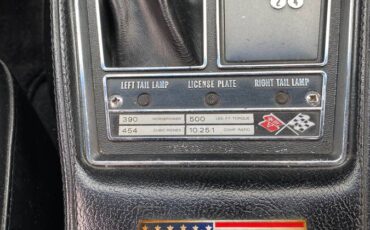 LEFT TAIL LAMP LICENSE PLATE RIGHT TAIL LAMP
390 HORSEPOWER 500 LBS. FT TORQUE
454 CUBIC INCHES 10.25:1 COMP. RATIO